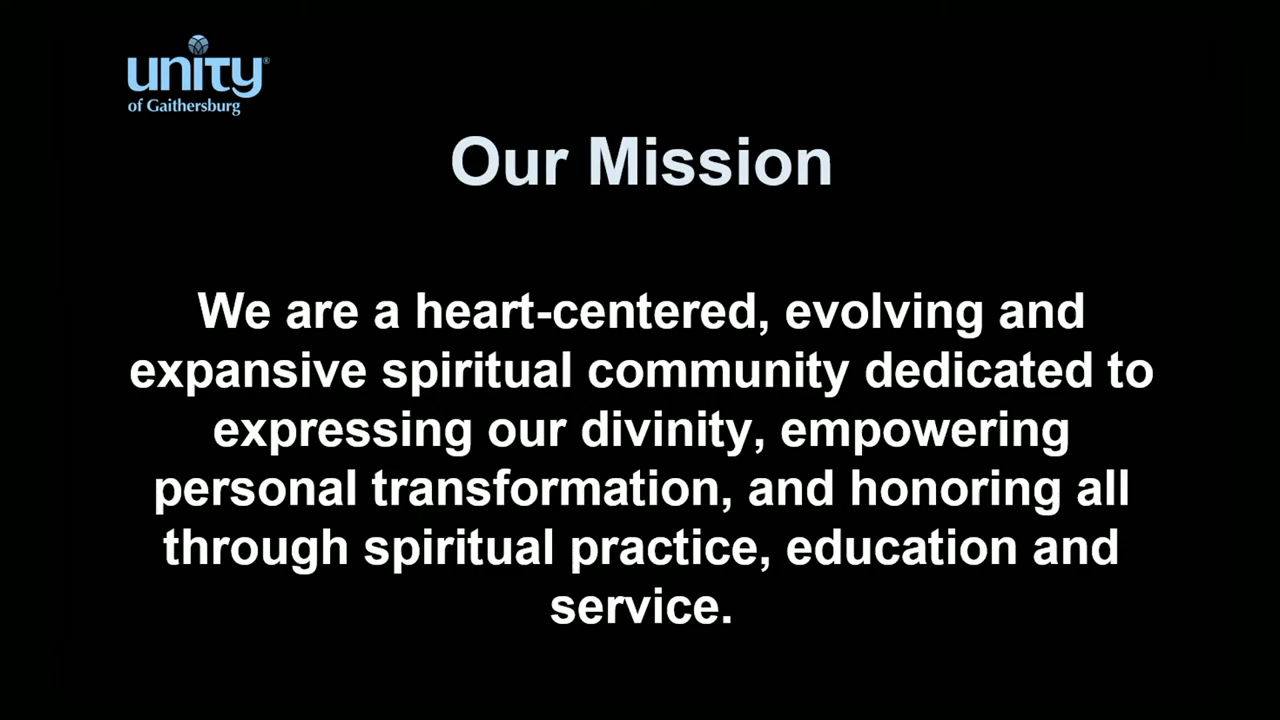 unity®
of Gaithersburg
Our Mission
We are a heart-centered, evolving and
expansive spiritual community dedicated to
expressing our divinity, empowering
personal transformation, and honoring all
through spiritual practice, education and
service.